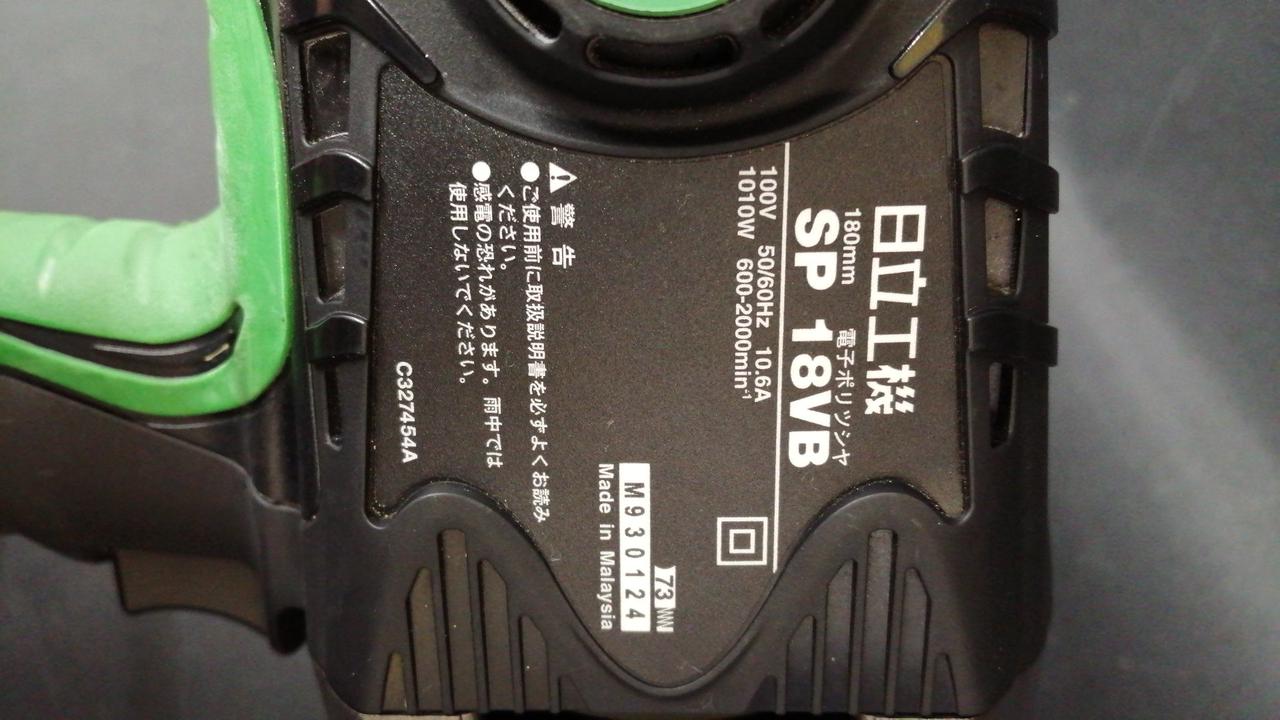 日立工機
180mm 電子ポリッシャ
SP 18VB
100V 50/60Hz 10.6A
1010W 600-2000min⁻¹
73
M930124
Made in Malaysia
警告
●ご使用前に取扱説明書を必ずよくお読み
ください。
●感電の恐れがあります。雨中では
使用しないでください。
C327454A